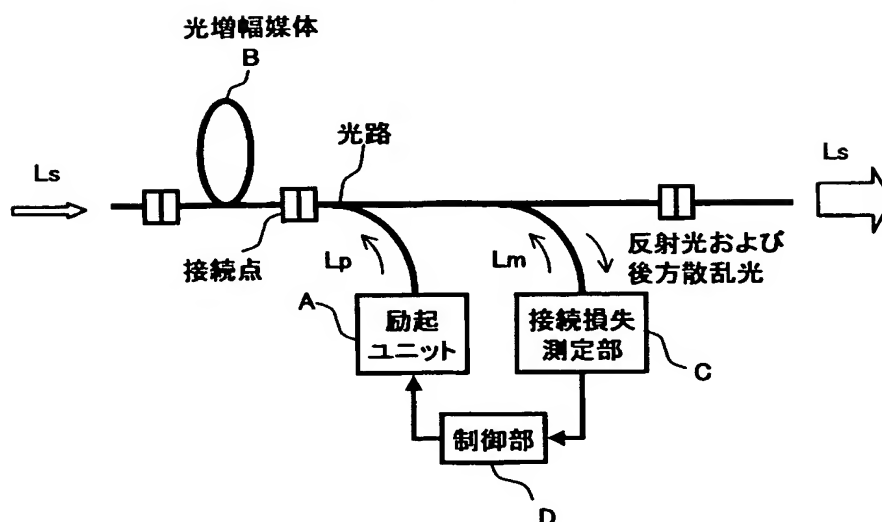 光増幅媒体
B
光路
Ls
Ls
接続点
Lp
Lm
反射光および
後方散乱光
A
励起
ユニット
接続損失
測定部
C
制御部
D